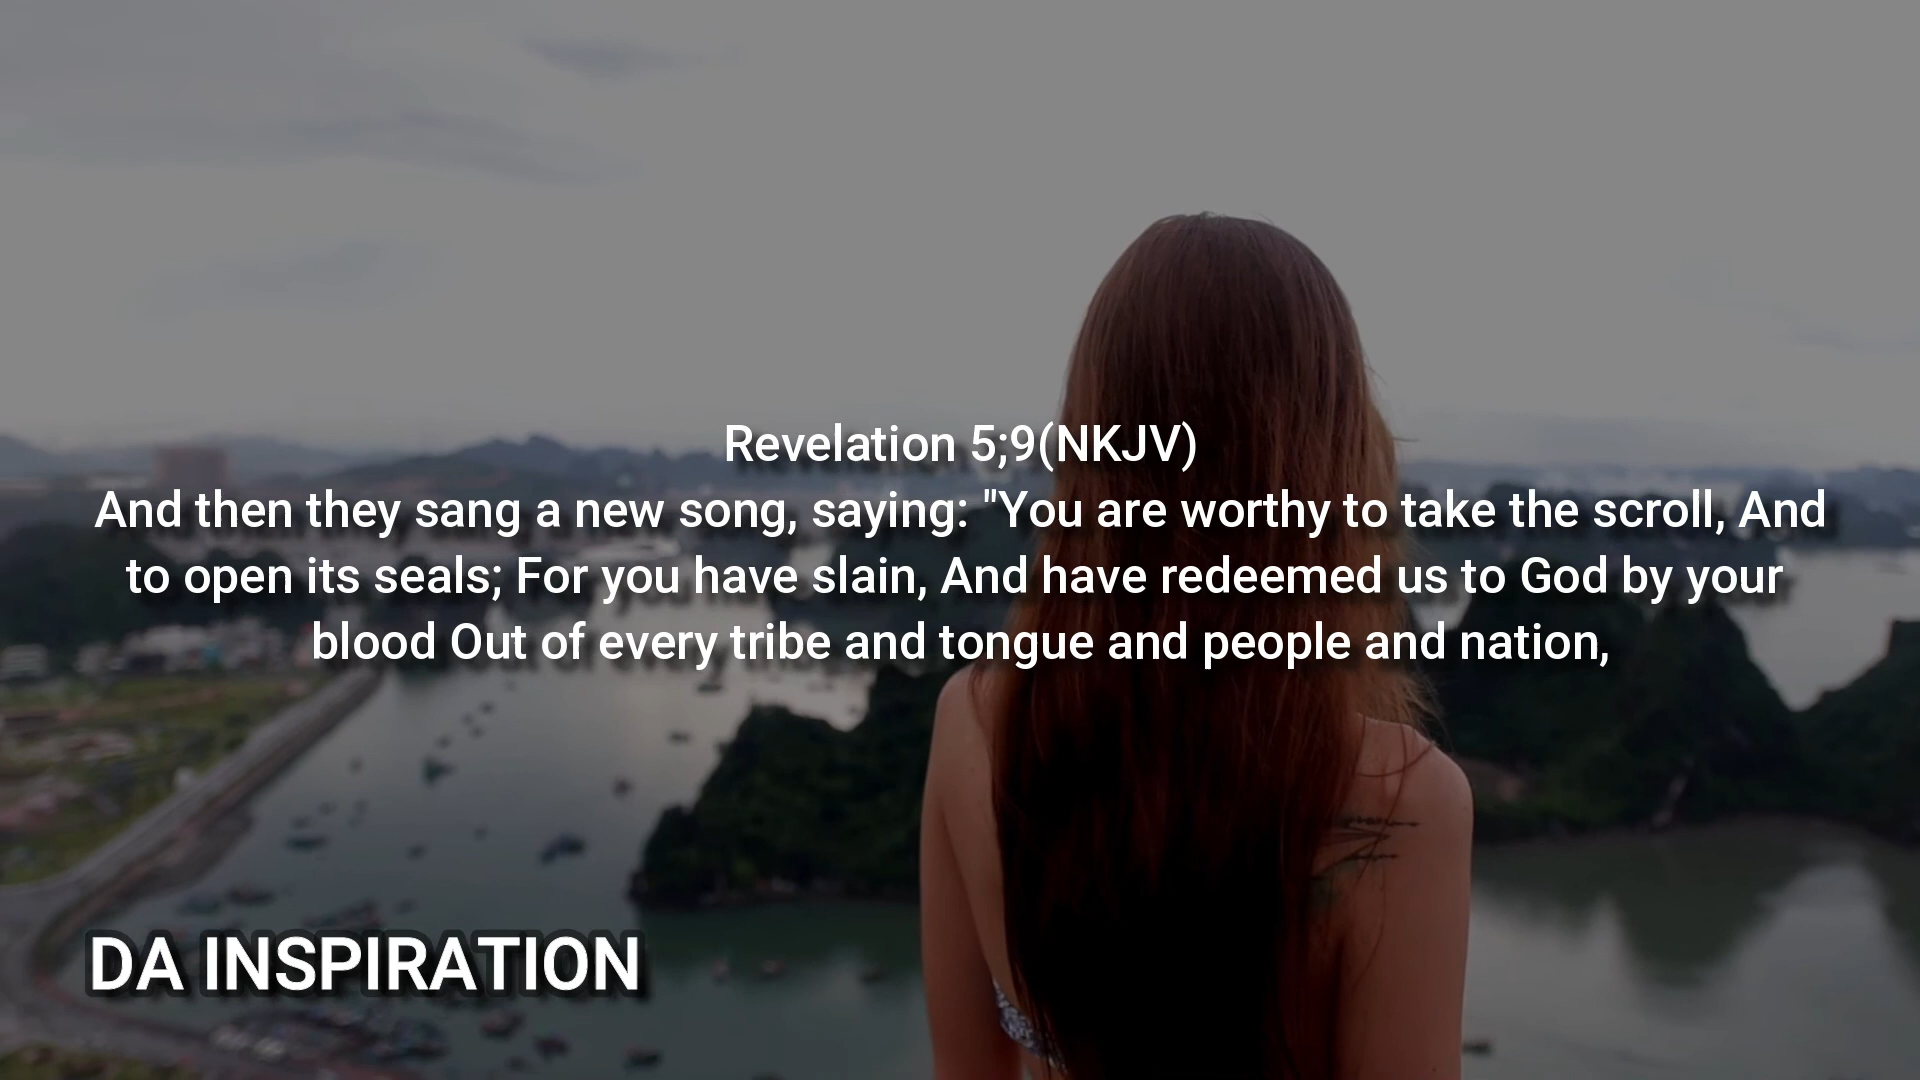 Revelation 5;9(NKJV)
And then they sang a new song, saying: "You are worthy to take the scroll, And
to open its seals; For you have slain, And have redeemed us to God by your
blood Out of every tribe and tongue and people and nation,
DA INSPIRATION